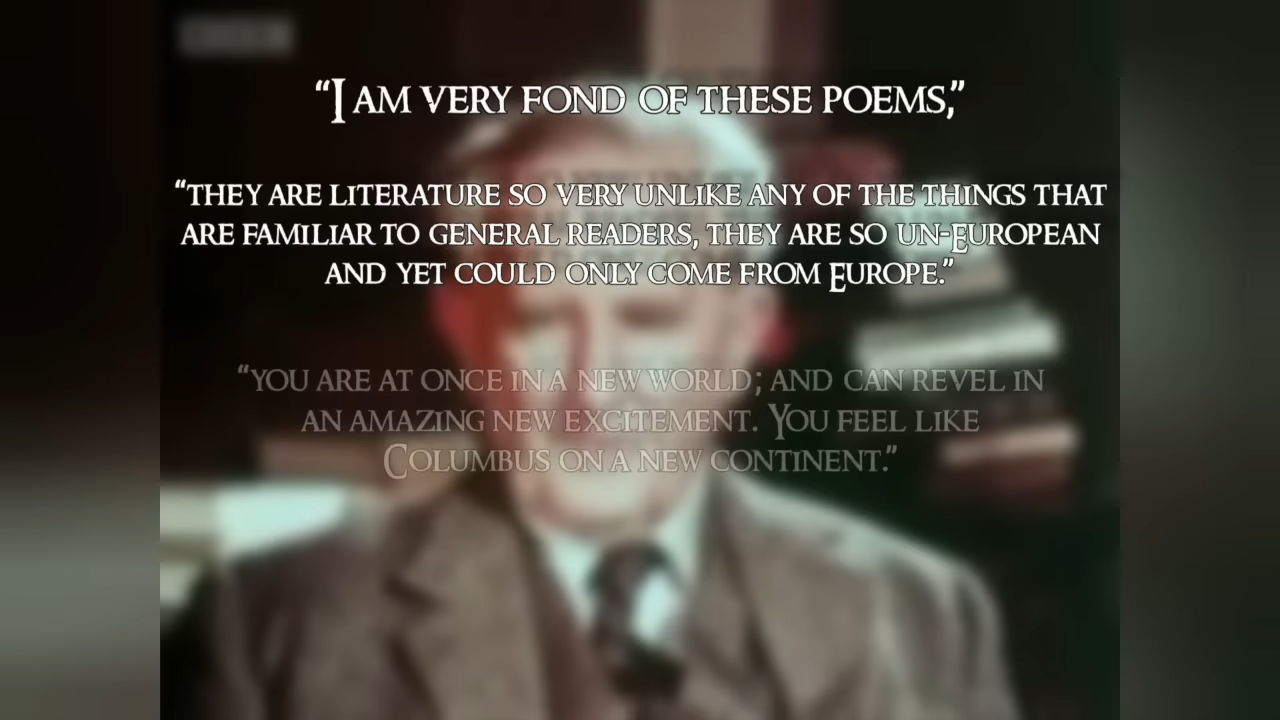 “I AM VERY FOND OF THESE POEMS,”
“THEY ARE LITERATURE SO VERY UNLIKE ANY OF THE THINGS THAT
ARE FAMILIAR TO GENERAL READERS, THEY ARE SO UN-EUROPEAN
AND YET COULD ONLY COME FROM EUROPE.”
“YOU ARE AT ONCE IN A NEW WORLD; AND CAN REVEL IN
AN AMAZING NEW EXCITEMENT. YOU FEEL LIKE
COLUMBUS ON A NEW CONTINENT.”